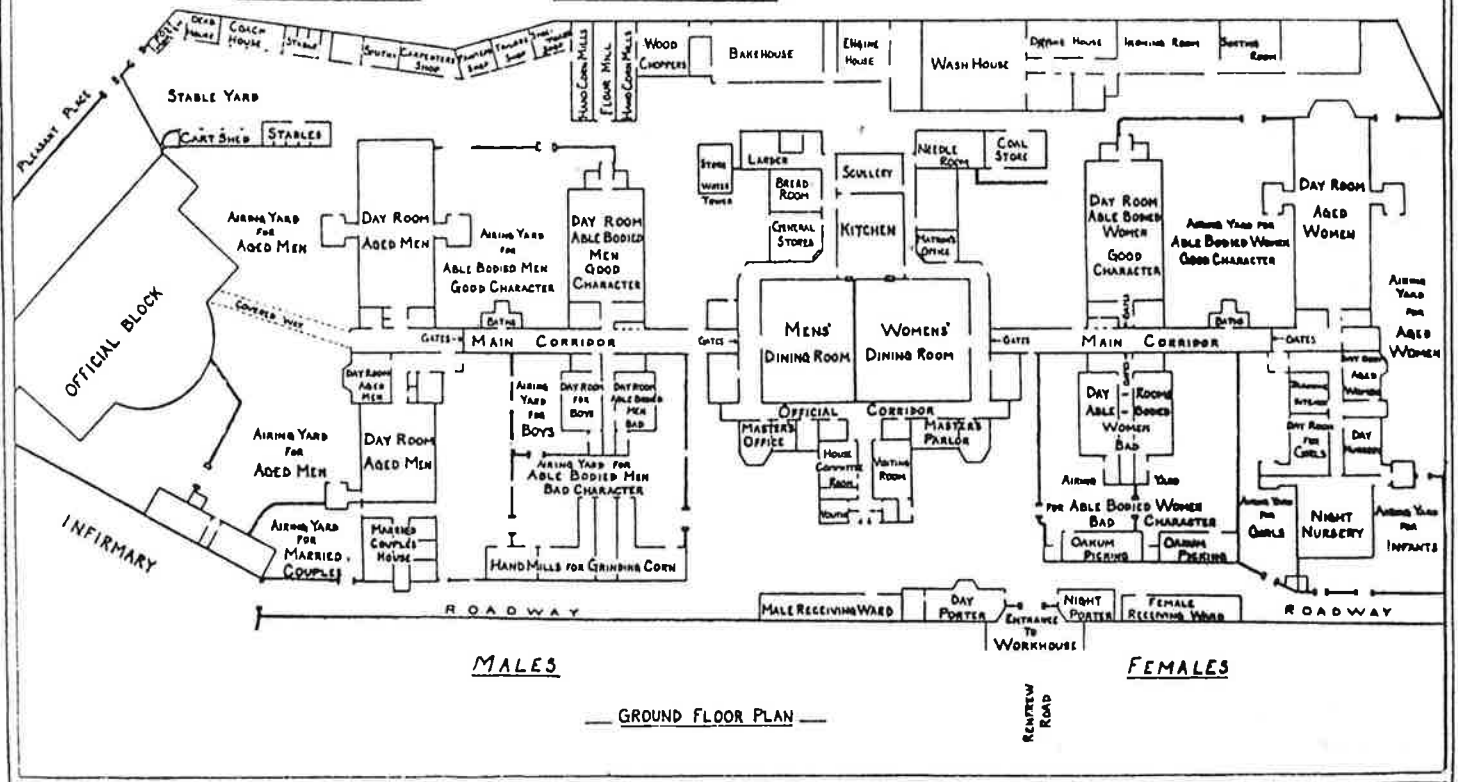 DEAD
HOUSE
COACH
HOUSE
STABLE
SMITHS
CARPENTERS
SHOP
PAINTERS
SHOP
TAILORS
SHOP
SHOP
HAND CORN MILLS
FLOUR MILL
HAND CORN MILLS
WOOD
CHOPPERS
BAKEHOUSE
ENGINE
HOUSE
WASH HOUSE
DRYING HOUSE
IRONING ROOM
SORTING
ROOM
PLEASANT PLACE
STABLE YARD
CART SHED
STABLES
OFFICIAL BLOCK
COVERED WAY
INFIRMARY
AIRING YARD
FOR
AGED MEN
DAY ROOM
AGED MEN
AIRING YARD
FOR
ABLE BODIED MEN
GOOD CHARACTER
DAY ROOM
ABLE BODIED
MEN
GOOD
CHARACTER
STORE
WATER
TOWER
LARDER
BREAD
ROOM
GENERAL
STORES
SCULLERY
KITCHEN
NEEDLE
ROOM
COAL
STORE
MATRON'S
OFFICE
DAY ROOM
ABLE BODIED
WOMEN
GOOD
CHARACTER
AIRING YARD FOR
ABLE BODIED WOMEN
GOOD CHARACTER
DAY ROOM
AGED
WOMEN
AIRING
YARD
FOR
AGED
WOMEN
BATHS
GATES
MAIN CORRIDOR
GATES
MENS'
DINING ROOM
WOMENS'
DINING ROOM
GATES
MAIN CORRIDOR
BATHS
GATES
DAY ROOM
AGED
MEN
AIRING YARD
FOR
AGED MEN
DAY ROOM
AGED MEN
AIRING
YARD
FOR
BOYS
DAY ROOM
FOR
BOYS
DAY ROOM
ABLE BODIED
MEN
BAD
AIRING YARD FOR
ABLE BODIED MEN
BAD CHARACTER
OFFICIAL CORRIDOR
MASTER'S
OFFICE
MASTER'S
PARLOR
HOUSE
COMMITTEE
ROOM
VISITING
ROOM
DAY ROOMS
ABLE BODIED
WOMEN
BAD
AIRING YARD
FOR ABLE BODIED WOMEN
BAD CHARACTER
OAKUM
PICKING
OAKUM
PICKING
DAY ROOM
AGED
WOMEN
DAY ROOM
FOR
GIRLS
DAY
NURSERY
AIRING YARD
FOR
GIRLS
NIGHT
NURSERY
AIRING YARD
FOR
INFANTS
AIRING YARD
FOR
MARRIED
COUPLES
MARRIED
COUPLES
HOUSE
HAND MILLS FOR GRINDING CORN
ROADWAY
MALE RECEIVING WARD
DAY
PORTER
ENTRANCE
TO
WORKHOUSE
NIGHT
PORTER
FEMALE
RECEIVING WARD
ROADWAY
MALES
FEMALES
RENFREW
ROAD
GROUND FLOOR PLAN